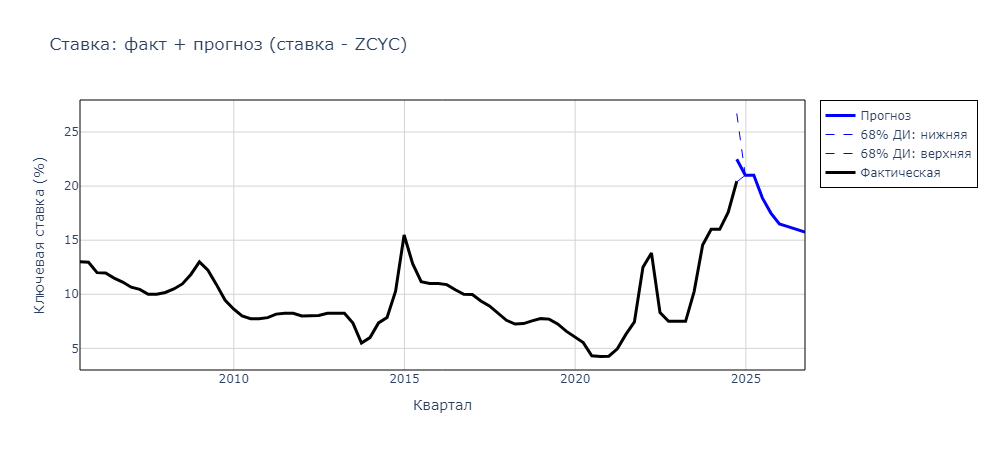 Ставка: факт + прогноз (ставка - ZCYC)
Ключевая ставка (%)
25
20
15
10
5
2010
2015
2020
2025
Квартал
Прогноз
68% ДИ: нижняя
68% ДИ: верхняя
Фактическая